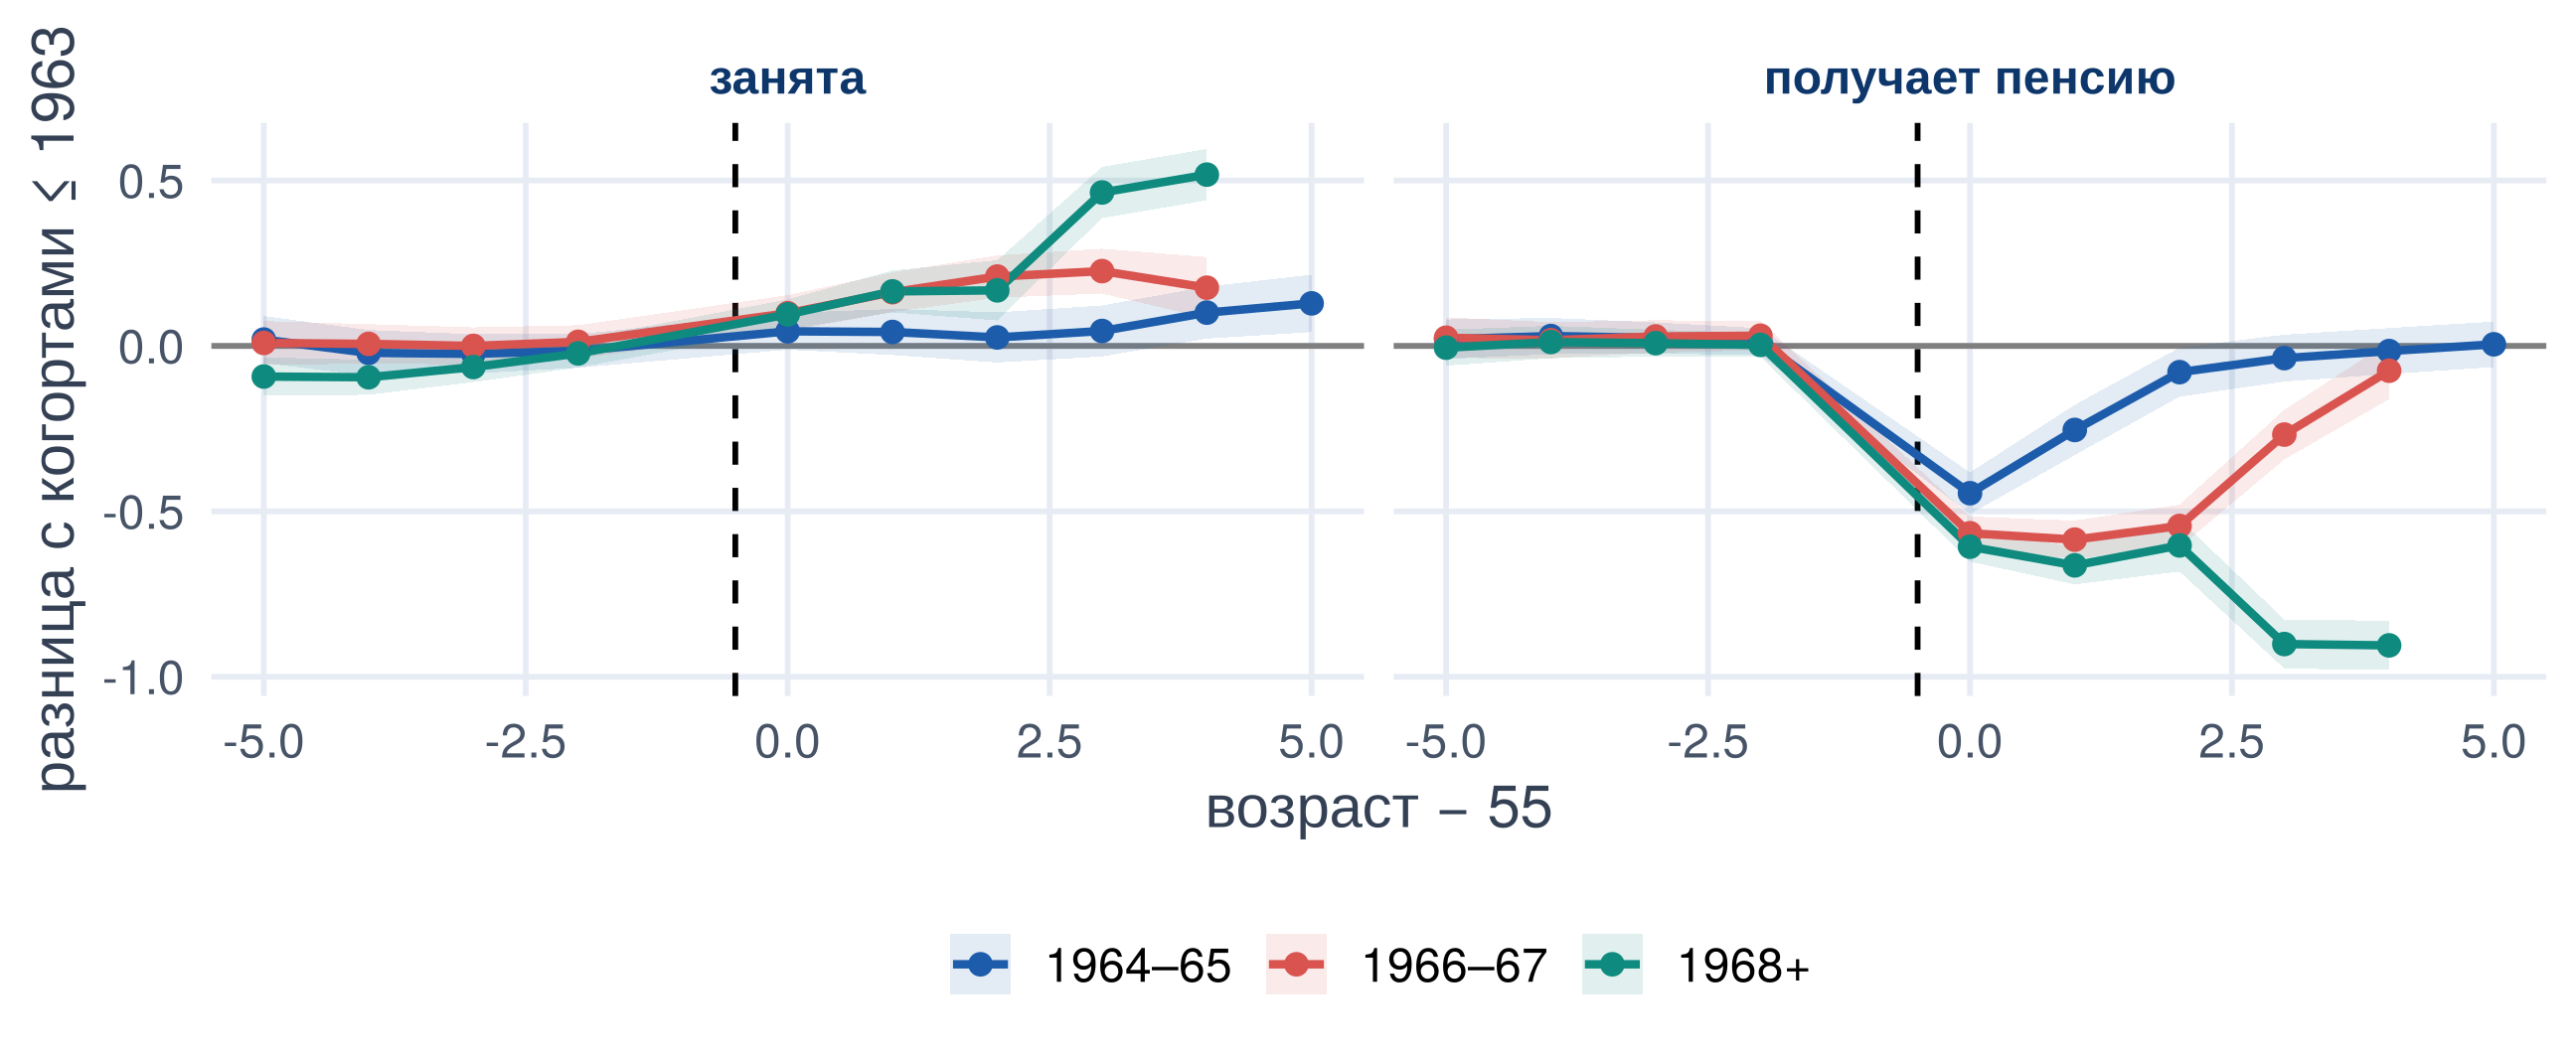 занята
получает пенсию
разница с когортами ≤ 1963
0.5
0.0
-0.5
-1.0
-5.0 -2.5 0.0 2.5 5.0
-5.0 -2.5 0.0 2.5 5.0
возраст – 55
1964–65 1966–67 1968+